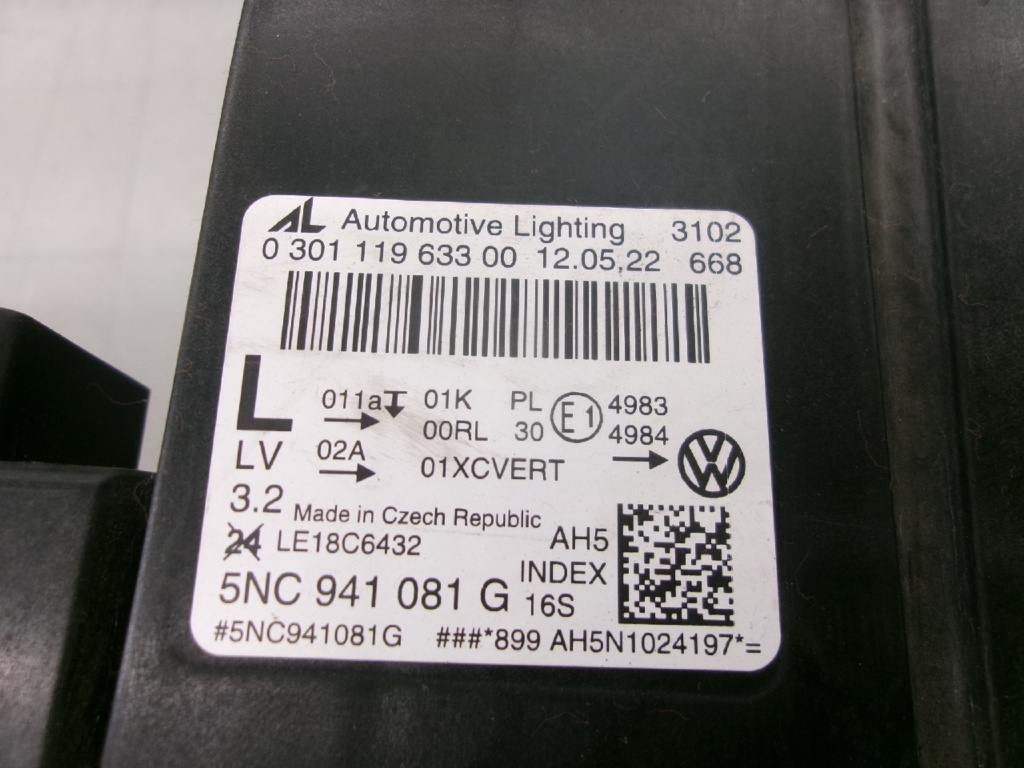 AL Automotive Lighting 3102
0 301 119 633 00 12.05,22 668
L 011a 01K PL E1 4983
00RL 30 4984
LV 02A 01XCVERT
3.2 Made in Czech Republic
24 LE18C6432 AH5
INDEX
5NC 941 081 G 16S
#5NC941081G ###*899 AH5N1024197*=